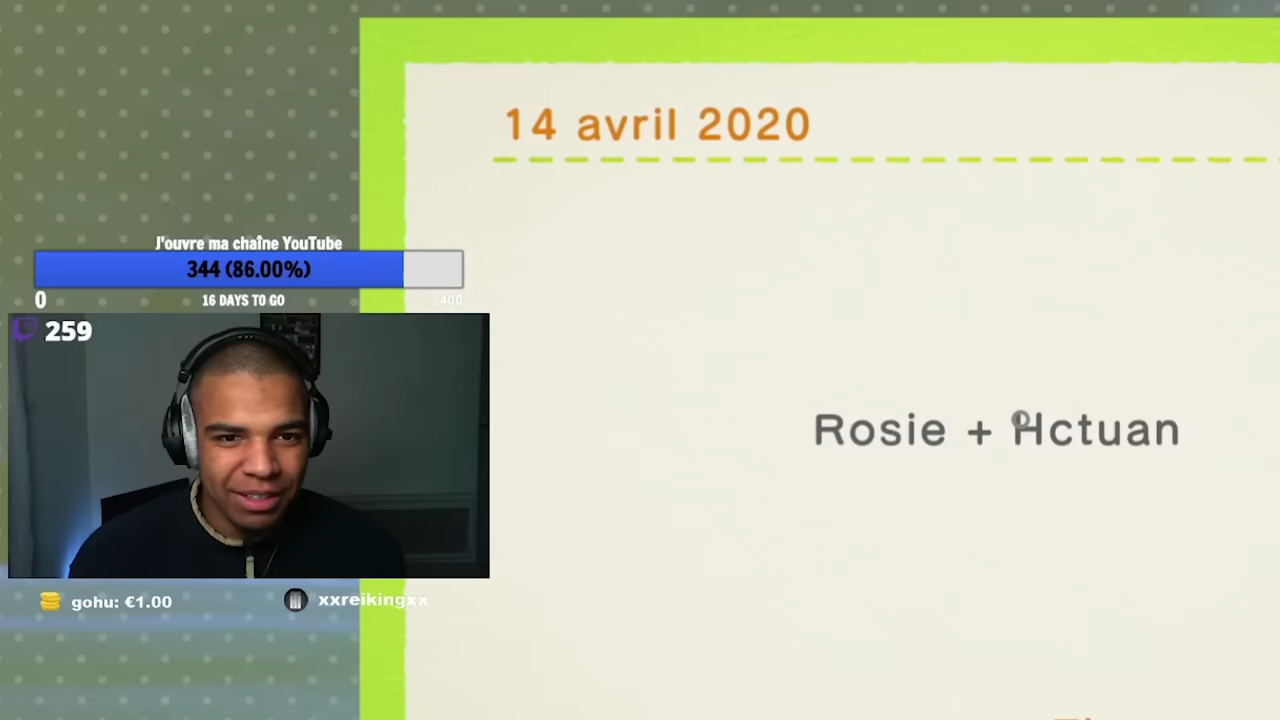 14 avril 2020
J'ouvre ma chaîne YouTube
344 (86.00%)
0
16 DAYS TO GO
400
259
Rosie + Hctuan
gohu: €1.00
xxreikingxx